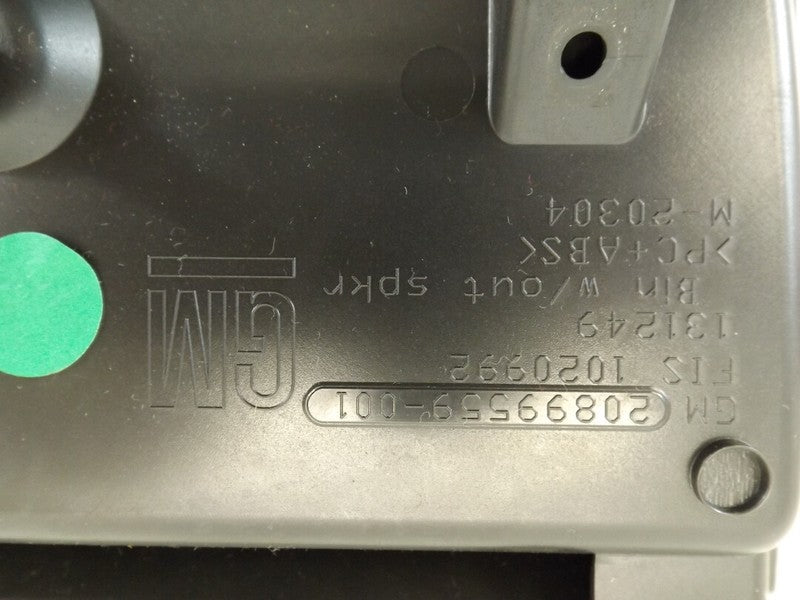 GM 20899559-001
FIS 1020992
131249
Bin w/out spkr
>PC+ABS<
M-20304
GM